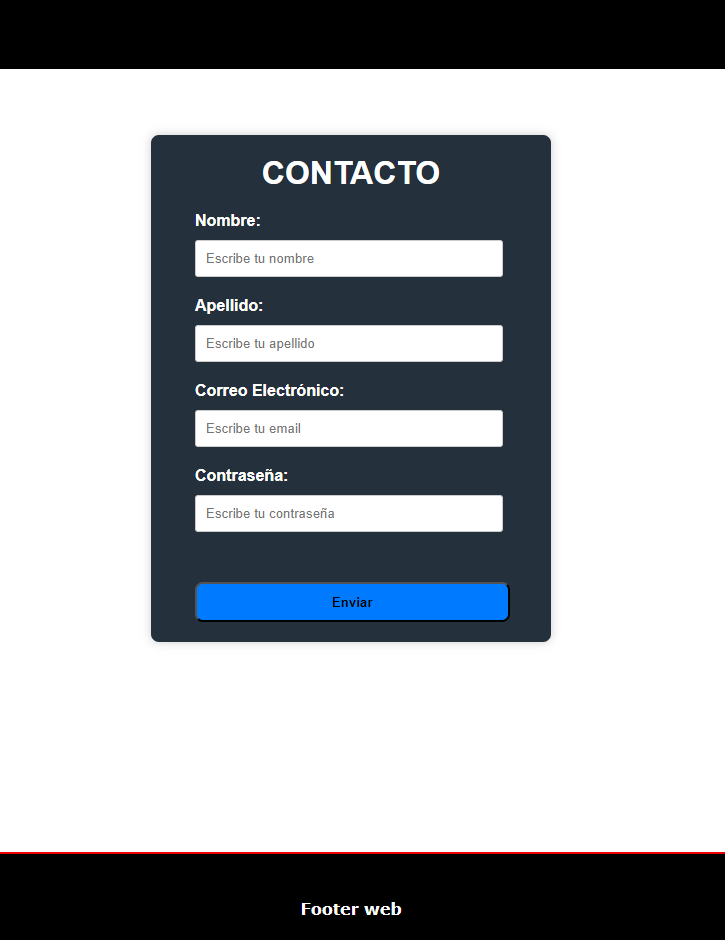 CONTACTO
Nombre:
Escribe tu nombre
Apellido:
Escribe tu apellido
Correo Electrónico:
Escribe tu email
Contraseña:
Escribe tu contraseña
Enviar
Footer web